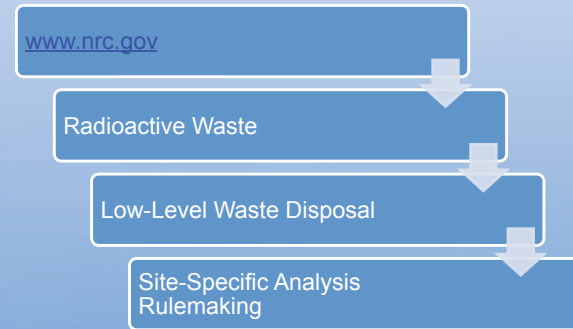 www.nrc.gov
Radioactive Waste
Low-Level Waste Disposal
Site-Specific Analysis
Rulemaking